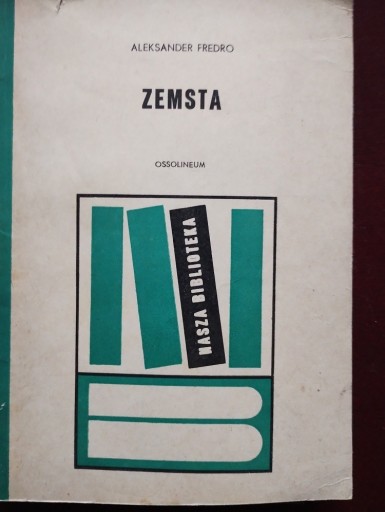 ALEKSANDER FREDRO
ZEMSTA
OSSOLINEUM
NASZA BIBLIOTEKA